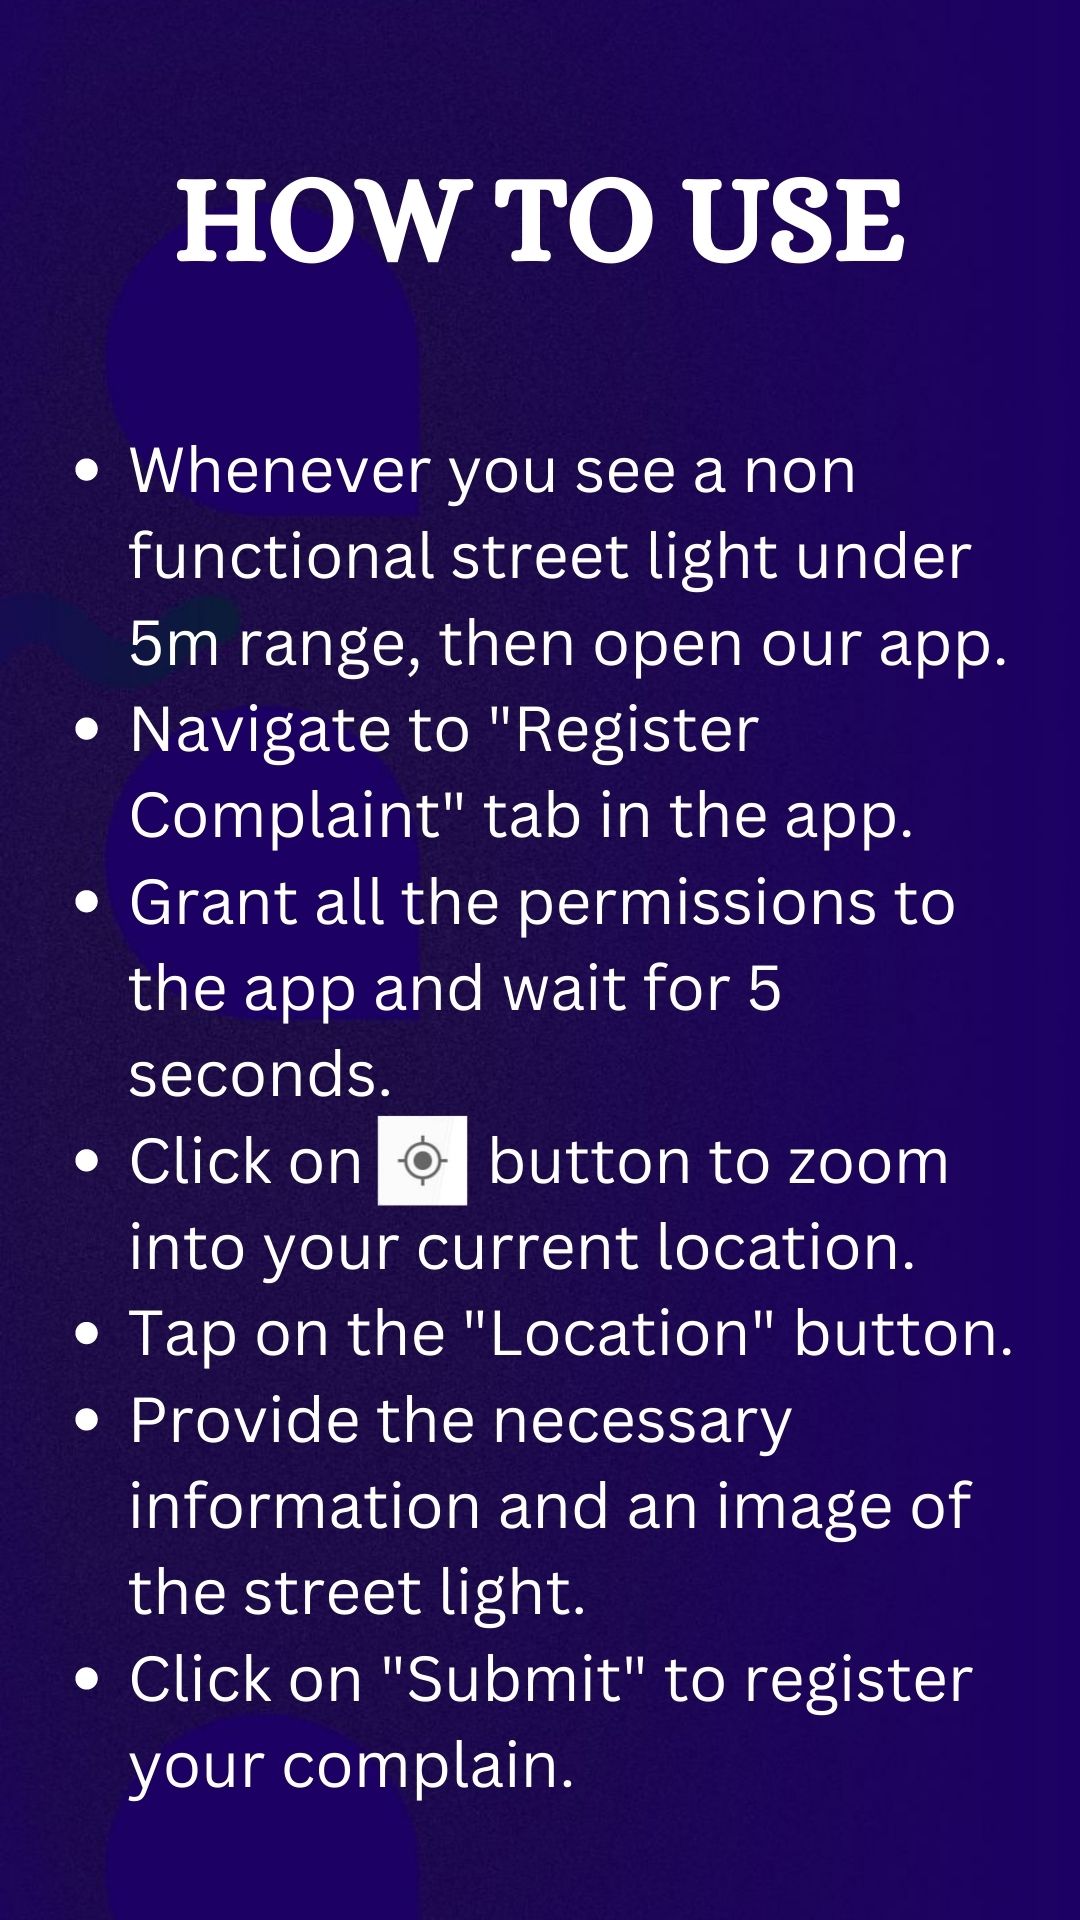 HOW TO USE
• Whenever you see a non
functional street light under
5m range, then open our app.
• Navigate to "Register
Complaint" tab in the app.
• Grant all the permissions to
the app and wait for 5
seconds.
• Click on button to zoom
into your current location.
• Tap on the "Location" button.
• Provide the necessary
information and an image of
the street light.
• Click on "Submit" to register
your complain.